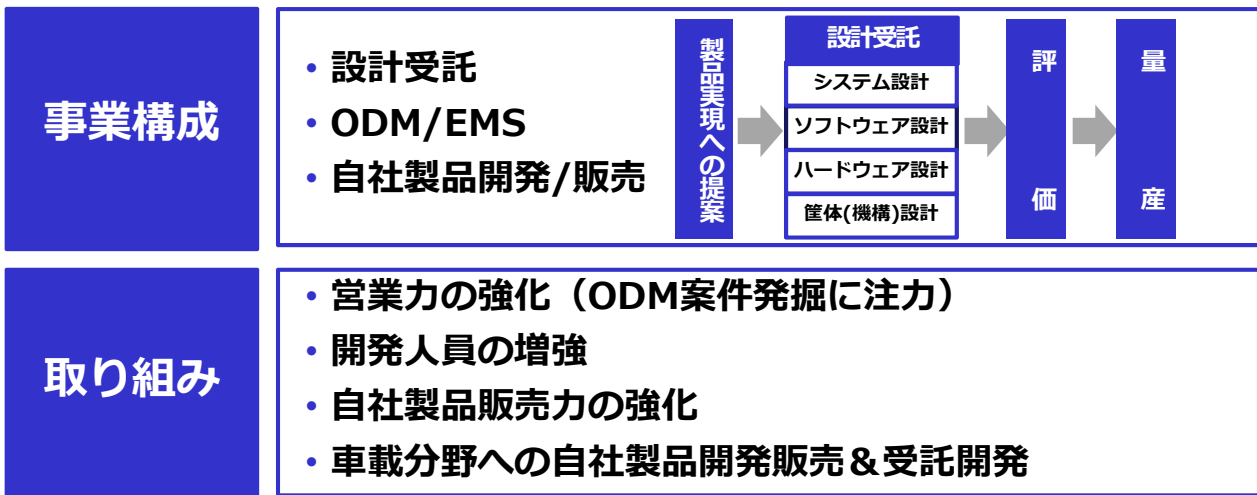 事業構成
• 設計受託
• ODM/EMS
• 自社製品開発/販売
製品実現への提案
設計受託
システム設計
ソフトウェア設計
ハードウェア設計
筐体(機構)設計
評価
量産
取り組み
• 営業力の強化（ODM案件発掘に注力）
• 開発人員の増強
• 自社製品販売力の強化
• 車載分野への自社製品開発販売＆受託開発